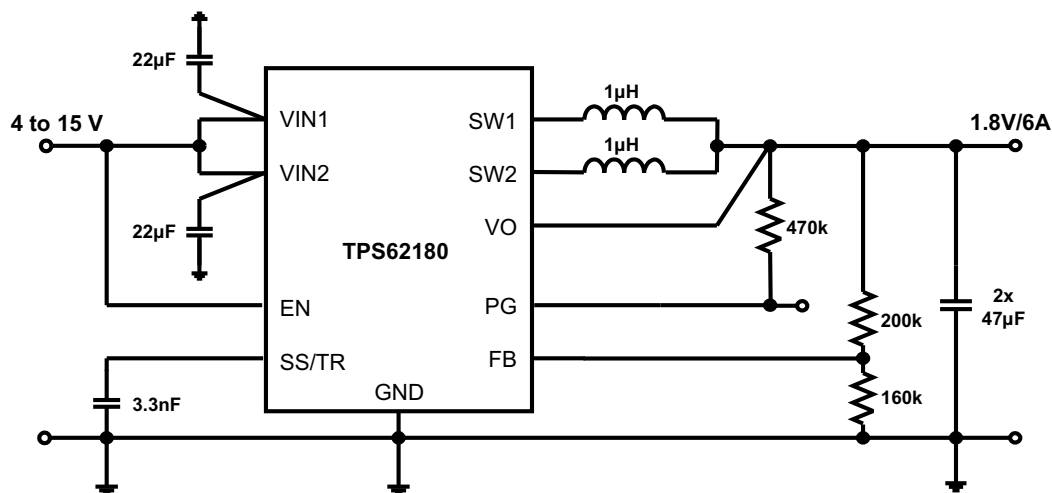 22µF
4 to 15 V
22µF
VIN1
VIN2
EN
SS/TR
3.3nF
TPS62180
GND
SW1
SW2
VO
PG
FB
1µH
1µH
470k
200k
160k
1.8V/6A
2x
47µF